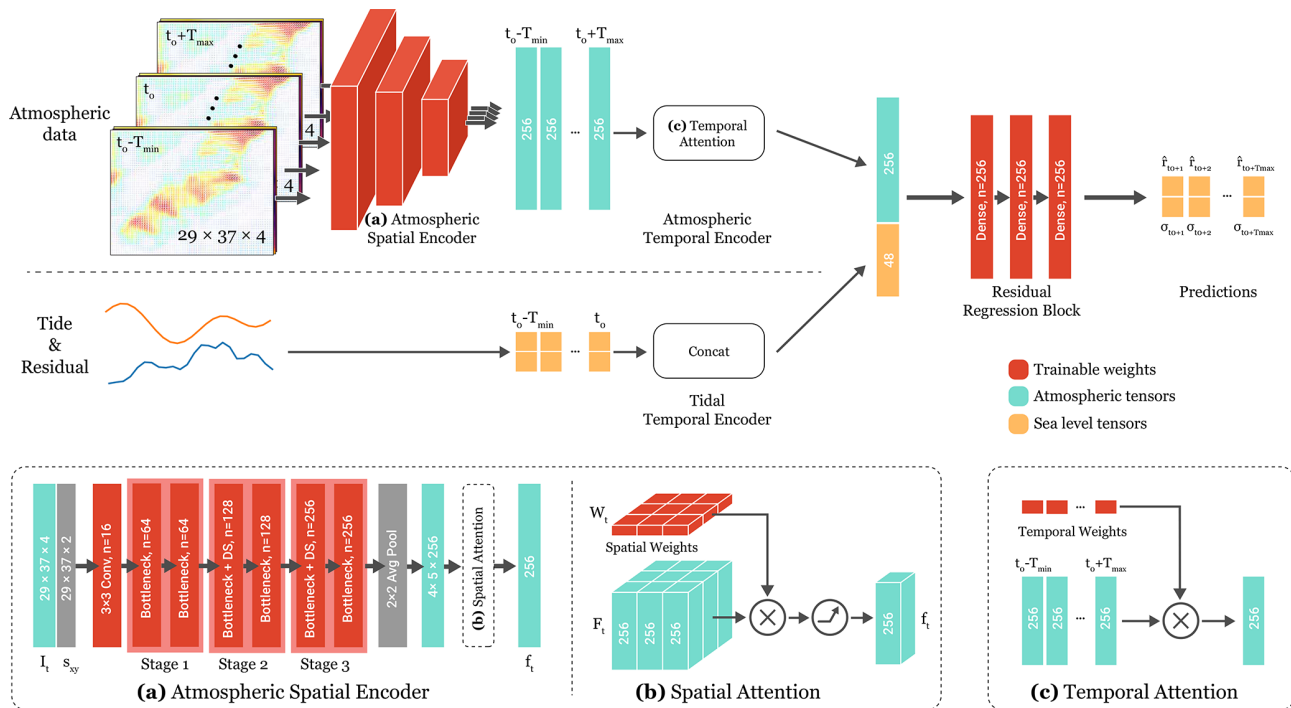 tₒ+Tmax
tₒ
4
tₒ-Tmin
4
29 × 37 × 4
Atmospheric
data
(a) Atmospheric
Spatial Encoder
tₒ-Tmin
tₒ+Tmax
256
256
...
256
(c) Temporal
Attention
Atmospheric
Temporal Encoder
256
48
Dense, n=256
Dense, n=256
Dense, n=256
Residual
Regression Block
r̂to+1 r̂to+2 r̂to+Tmax
...
σto+1 σto+2 σto+Tmax
Predictions
Tide
&
Residual
tₒ-Tmin
tₒ
...
Concat
Tidal
Temporal Encoder
Trainable weights
Atmospheric tensors
Sea level tensors
29 × 37 × 4
29 × 37 × 2
3×3 Conv, n=16
Bottleneck, n=64
Bottleneck, n=64
Bottleneck + DS, n=128
Bottleneck, n=128
Bottleneck + DS, n=256
Bottleneck, n=256
2×2 Avg Pool
4× 5 × 256
(b) Spatial Attention
256
Iₜ
sxy
Stage 1
Stage 2
Stage 3
fₜ
(a) Atmospheric Spatial Encoder
Wₜ
Spatial Weights
Fₜ
256
256
256
256
fₜ
(b) Spatial Attention
...
Temporal Weights
tₒ-Tmin
tₒ+Tmax
256
256
...
256
256
(c) Temporal Attention